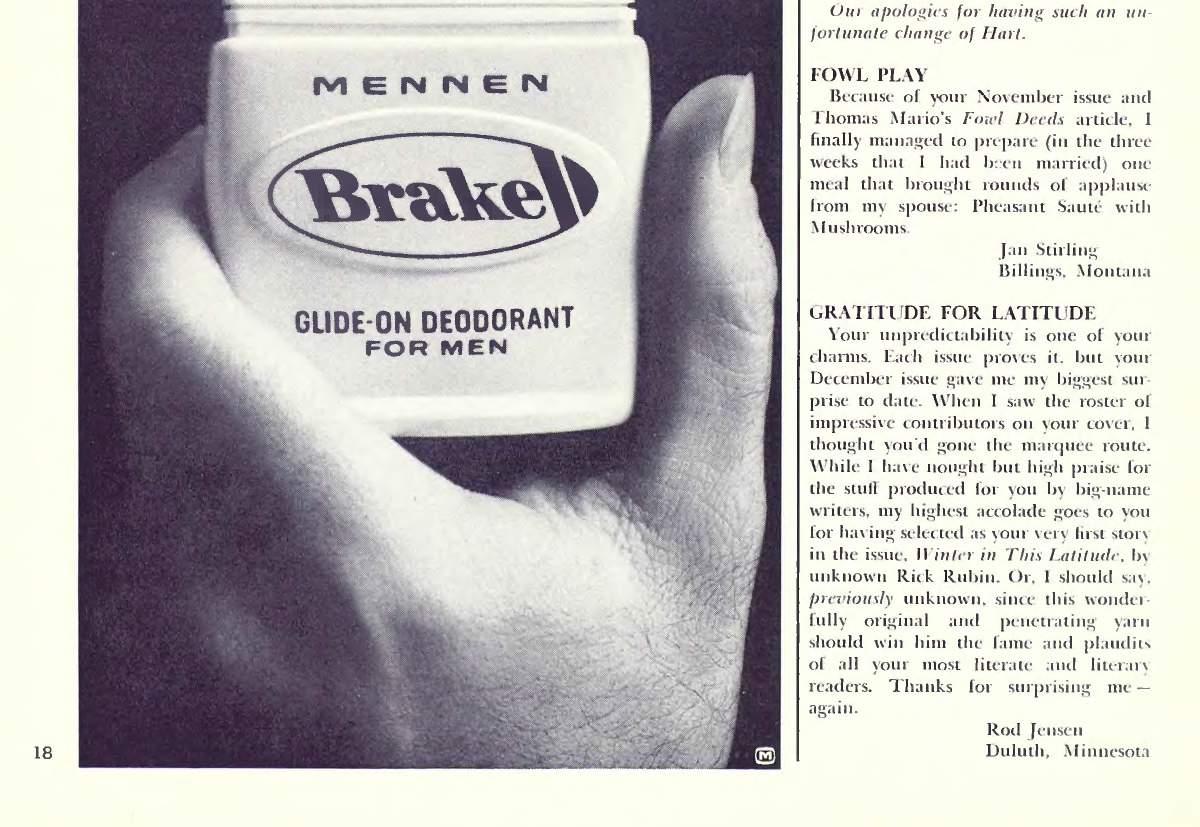 MENNEN
Brake
GLIDE-ON DEODORANT
FOR MEN
M
18
Our apologies for having such an un-
fortunate change of Hart.
FOWL PLAY
Because of your November issue and
Thomas Mario's Fowl Deeds article, I
finally managed to prepare (in the three
weeks that I had been married) one
meal that brought rounds of applause
from my spouse: Pheasant Sauté with
Mushrooms.
Jan Stirling
Billings, Montana
GRATITUDE FOR LATITUDE
Your unpredictability is one of your
charms. Each issue proves it, but your
December issue gave me my biggest sur-
prise to date. When I saw the roster of
impressive contributors on your cover, I
thought you'd gone the marquee route.
While I have nought but high praise for
the stuff produced for you by big-name
writers, my highest accolade goes to you
for having selected as your very first story
in the issue, Winter in This Latitude, by
unknown Rick Rubin. Or, I should say,
previously unknown, since this wonder-
fully original and penetrating yarn
should win him the fame and plaudits
of all your most literate and literary
readers. Thanks for surprising me —
again.
Rod Jensen
Duluth, Minnesota